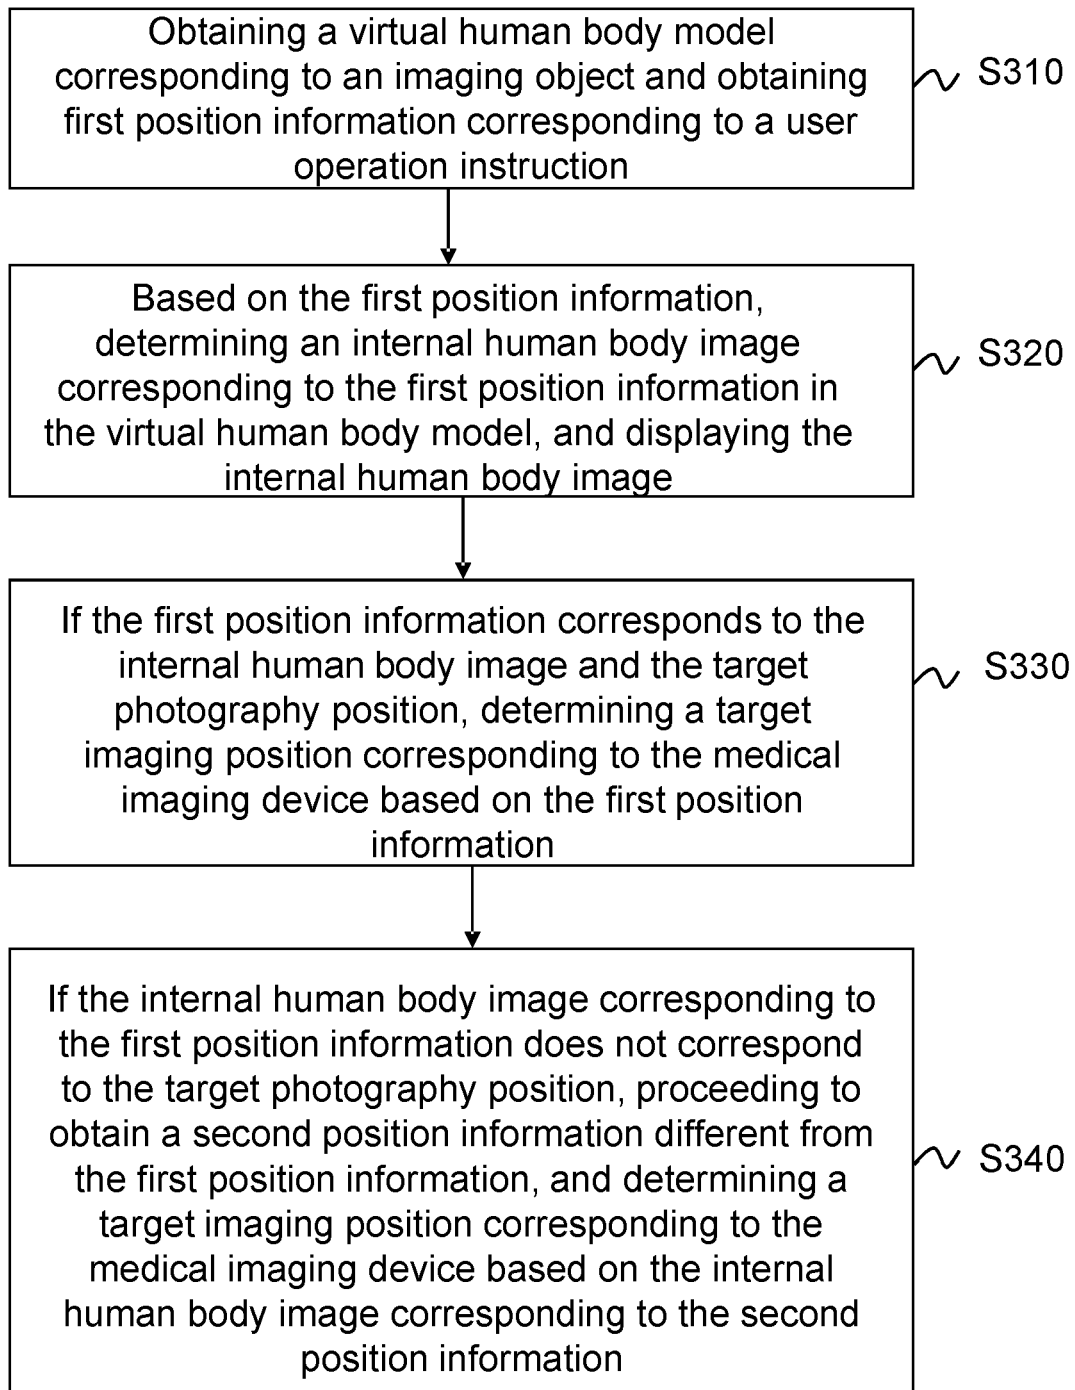 Obtaining a virtual human body model
corresponding to an imaging object and obtaining
first position information corresponding to a user
operation instruction
S310
Based on the first position information,
determining an internal human body image
corresponding to the first position information in
the virtual human body model, and displaying the
internal human body image
S320
If the first position information corresponds to the
internal human body image and the target
photography position, determining a target
imaging position corresponding to the medical
imaging device based on the first position
information
S330
If the internal human body image corresponding to
the first position information does not correspond
to the target photography position, proceeding to
obtain a second position information different from
the first position information, and determining a
target imaging position corresponding to the
medical imaging device based on the internal
human body image corresponding to the second
position information
S340